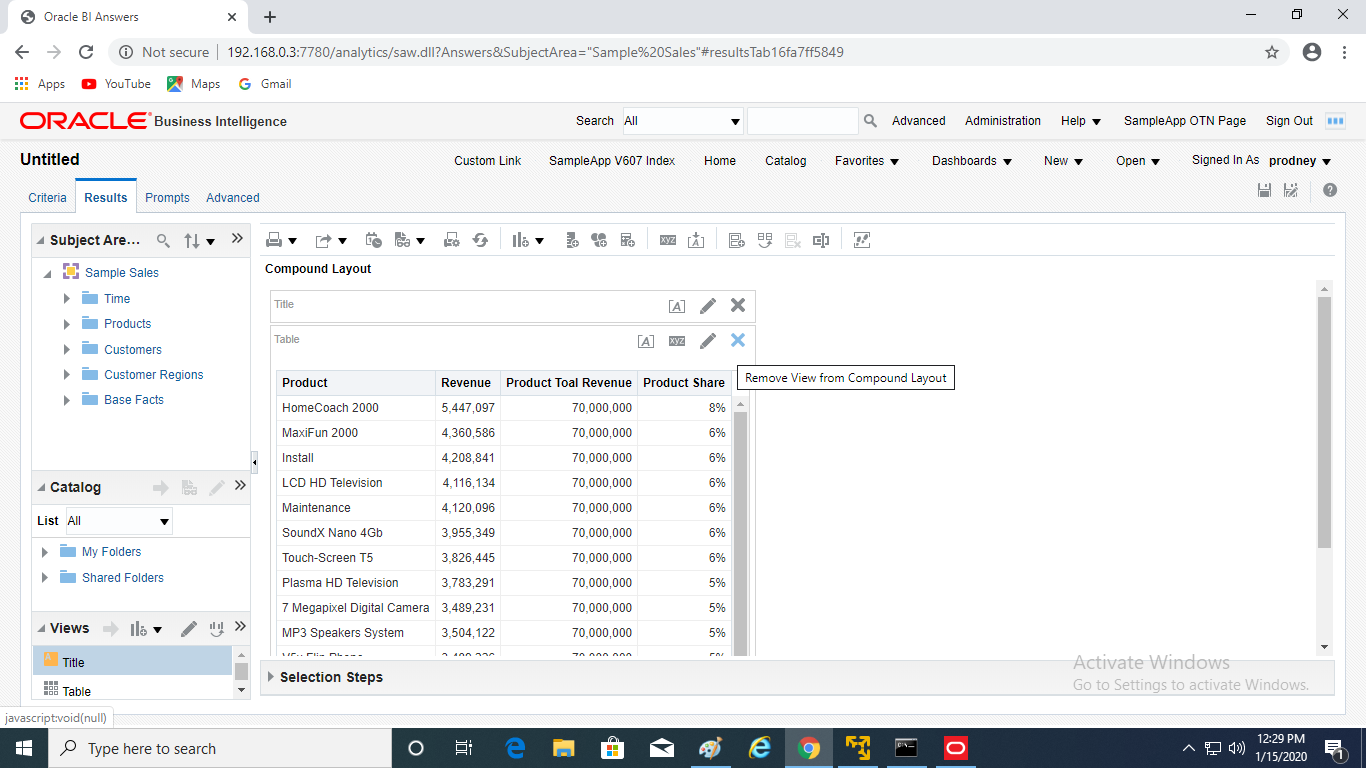 Oracle BI Answers
Not secure 192.168.0.3:7780/analytics/saw.dll?Answers&SubjectArea="Sample%20Sales"#resultsTab16fa7ff5849
Apps YouTube Maps Gmail
ORACLE Business Intelligence Search All Advanced Administration Help SampleApp OTN Page Sign Out
Untitled Custom Link SampleApp V607 Index Home Catalog Favorites Dashboards New Open Signed In As prodney
Criteria Results Prompts Advanced
Subject Are...
Sample Sales
Time
Products
Customers
Customer Regions
Base Facts
Catalog
List All
My Folders
Shared Folders
Views
Title
Table
Compound Layout
Title
Table
Remove View from Compound Layout
Product Revenue Product Toal Revenue Product Share
HomeCoach 2000 5,447,097 70,000,000 8%
MaxiFun 2000 4,360,586 70,000,000 6%
Install 4,208,841 70,000,000 6%
LCD HD Television 4,116,134 70,000,000 6%
Maintenance 4,120,096 70,000,000 6%
SoundX Nano 4Gb 3,955,349 70,000,000 6%
Touch-Screen T5 3,826,445 70,000,000 6%
Plasma HD Television 3,783,291 70,000,000 5%
7 Megapixel Digital Camera 3,489,231 70,000,000 5%
MP3 Speakers System 3,504,122 70,000,000 5%
Selection Steps
Activate Windows
Go to Settings to activate Windows.
javascript:void(null)
Type here to search
12:29 PM
1/15/2020
1